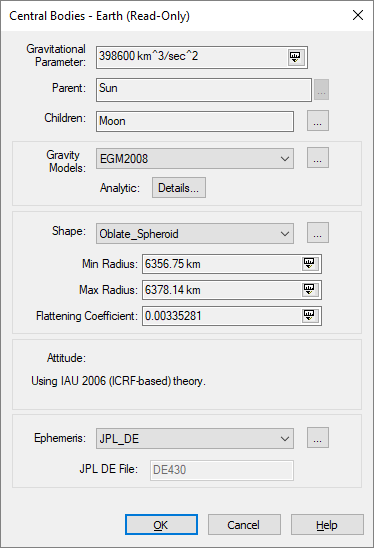 Central Bodies - Earth (Read-Only)
Gravitational
Parameter:
398600 km^3/sec^2
Parent:
Sun
...
Children:
Moon
...
Gravity
Models:
EGM2008
...
Analytic:
Details...
Shape:
Oblate_Spheroid
...
Min Radius:
6356.75 km
Max Radius:
6378.14 km
Flattening Coefficient:
0.00335281
Attitude:
Using IAU 2006 (ICRF-based) theory.
Ephemeris:
JPL_DE
...
JPL DE File:
DE430
OK
Cancel
Help